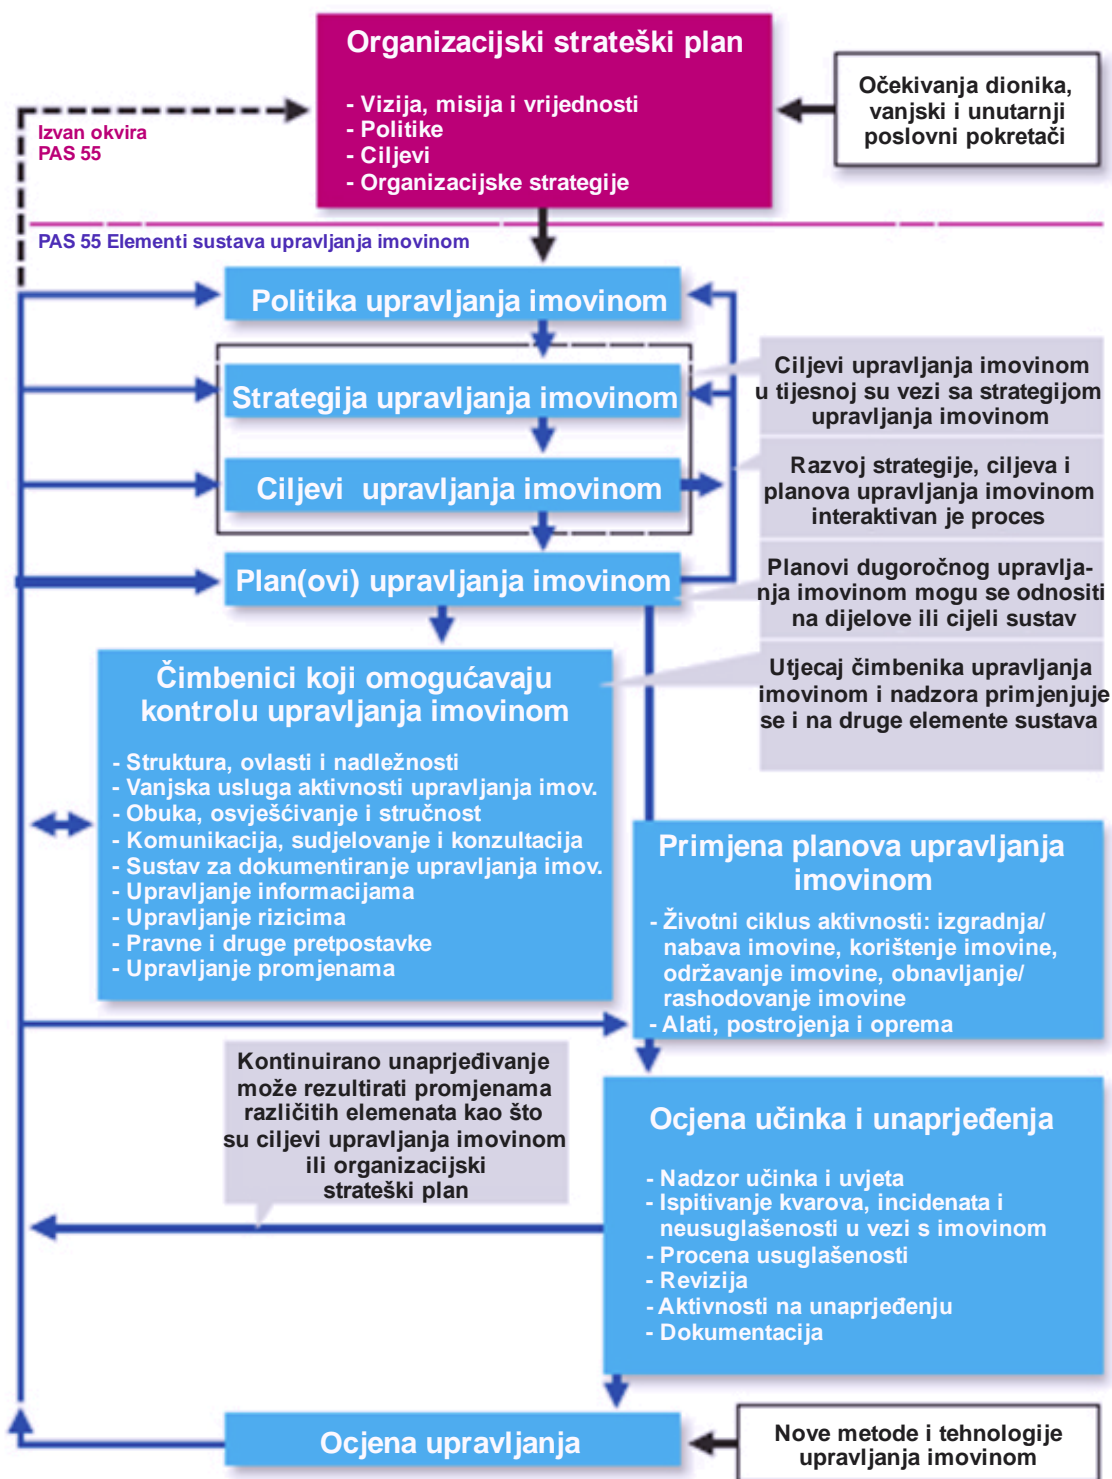 Organizacijski strateški plan
- Vizija, misija i vrijednosti
- Politike
- Ciljevi
- Organizacijske strategije
Očekivanja dionika,
vanjski i unutarnji
poslovni pokretači
Izvan okvira
PAS 55
PAS 55 Elementi sustava upravljanja imovinom
Politika upravljanja imovinom
Strategija upravljanja imovinom
Ciljevi upravljanja imovinom
Plan(ovi) upravljanja imovinom
Ciljevi upravljanja imovinom
u tijesnoj su vezi sa strategijom
upravljanja imovinom
Razvoj strategije, ciljeva i
planova upravljanja imovinom
interaktivan je proces
Planovi dugoročnog upravlja-
nja imovinom mogu se odnositi
na dijelove ili cijeli sustav
Utjecaj čimbenika upravljanja
imovinom i nadzora primjenjuje
se i na druge elemente sustava
Čimbenici koji omogućavaju
kontrolu upravljanja imovinom
- Struktura, ovlasti i nadležnosti
- Vanjska usluga aktivnosti upravljanja imov.
- Obuka, osvješćivanje i stručnost
- Komunikacija, sudjelovanje i konzultacija
- Sustav za dokumentiranje upravljanja imov.
- Upravljanje informacijama
- Upravljanje rizicima
- Pravne i druge pretpostavke
- Upravljanje promjenama
Primjena planova upravljanja
imovinom
- Životni ciklus aktivnosti: izgradnja/
nabava imovine, korištenje imovine,
održavanje imovine, obnavljanje/
rashodovanje imovine
- Alati, postrojenja i oprema
Kontinuirano unaprjeđivanje
može rezultirati promjenama
različitih elemenata kao što
su ciljevi upravljanja imovinom
ili organizacijski
strateški plan
Ocjena učinka i unaprjeđenja
- Nadzor učinka i uvjeta
- Ispitivanje kvarova, incidenata i
neusuglašenosti u vezi s imovinom
- Procena usuglašenosti
- Revizija
- Aktivnosti na unaprjeđenju
- Dokumentacija
Ocjena upravljanja
Nove metode i tehnologije
upravljanja imovinom